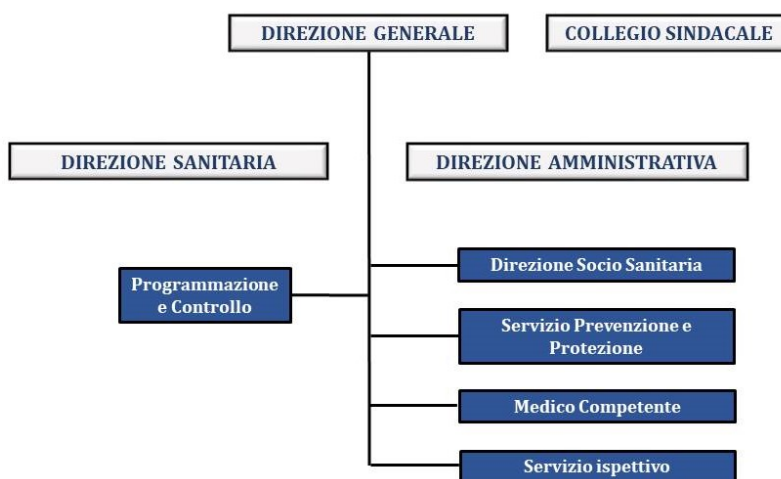 DIREZIONE GENERALE
COLLEGIO SINDACALE
DIREZIONE SANITARIA
DIREZIONE AMMINISTRATIVA
Programmazione
e Controllo
Direzione Socio Sanitaria
Servizio Prevenzione e
Protezione
Medico Competente
Servizio ispettivo